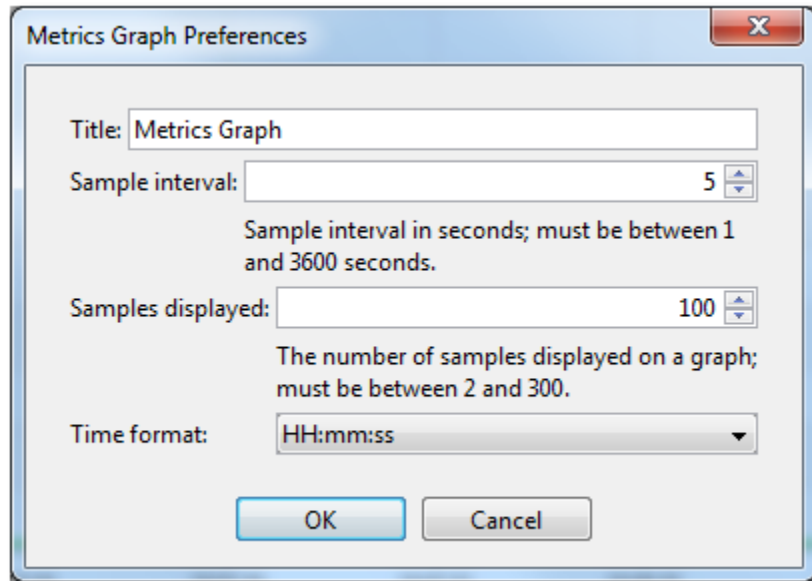 Metrics Graph Preferences
Title: Metrics Graph
Sample interval: 5
Sample interval in seconds; must be between 1
and 3600 seconds.
Samples displayed: 100
The number of samples displayed on a graph;
must be between 2 and 300.
Time format: HH:mm:ss
OK Cancel